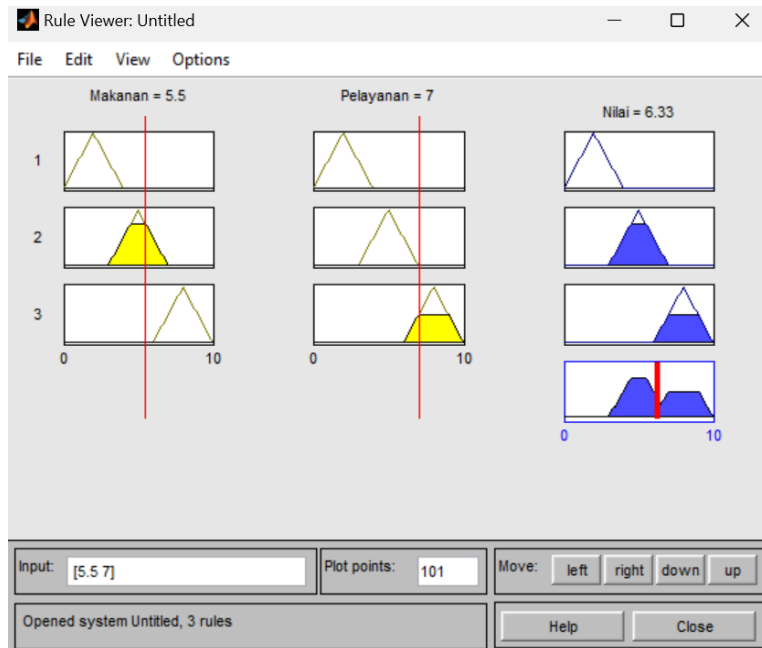 Rule Viewer: Untitled
File Edit View Options
Makanan = 5.5
Pelayanan = 7
Nilai = 6.33
1
2
3
0 10
0 10
0 10
Input: [5.5 7]
Plot points: 101
Move: left right down up
Opened system Untitled, 3 rules
Help Close